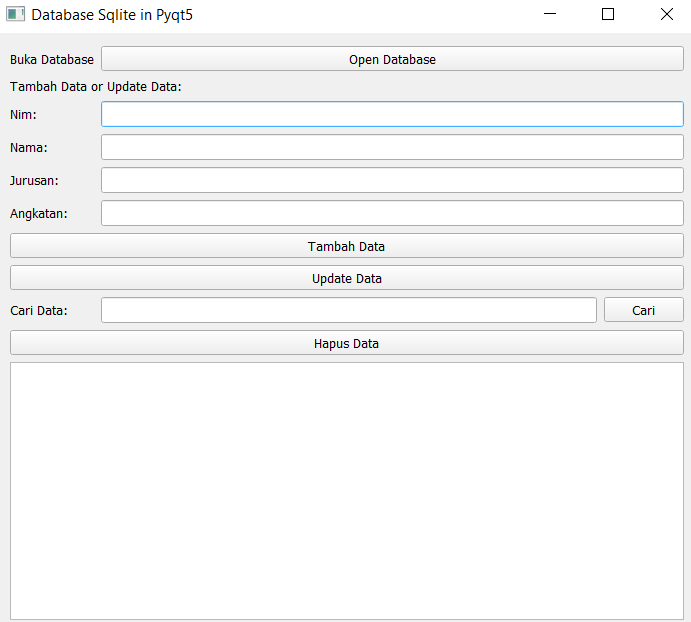 Database Sqlite in Pyqt5
Buka Database Open Database
Tambah Data or Update Data:
Nim:
Nama:
Jurusan:
Angkatan:
Tambah Data
Update Data
Cari Data: Cari
Hapus Data